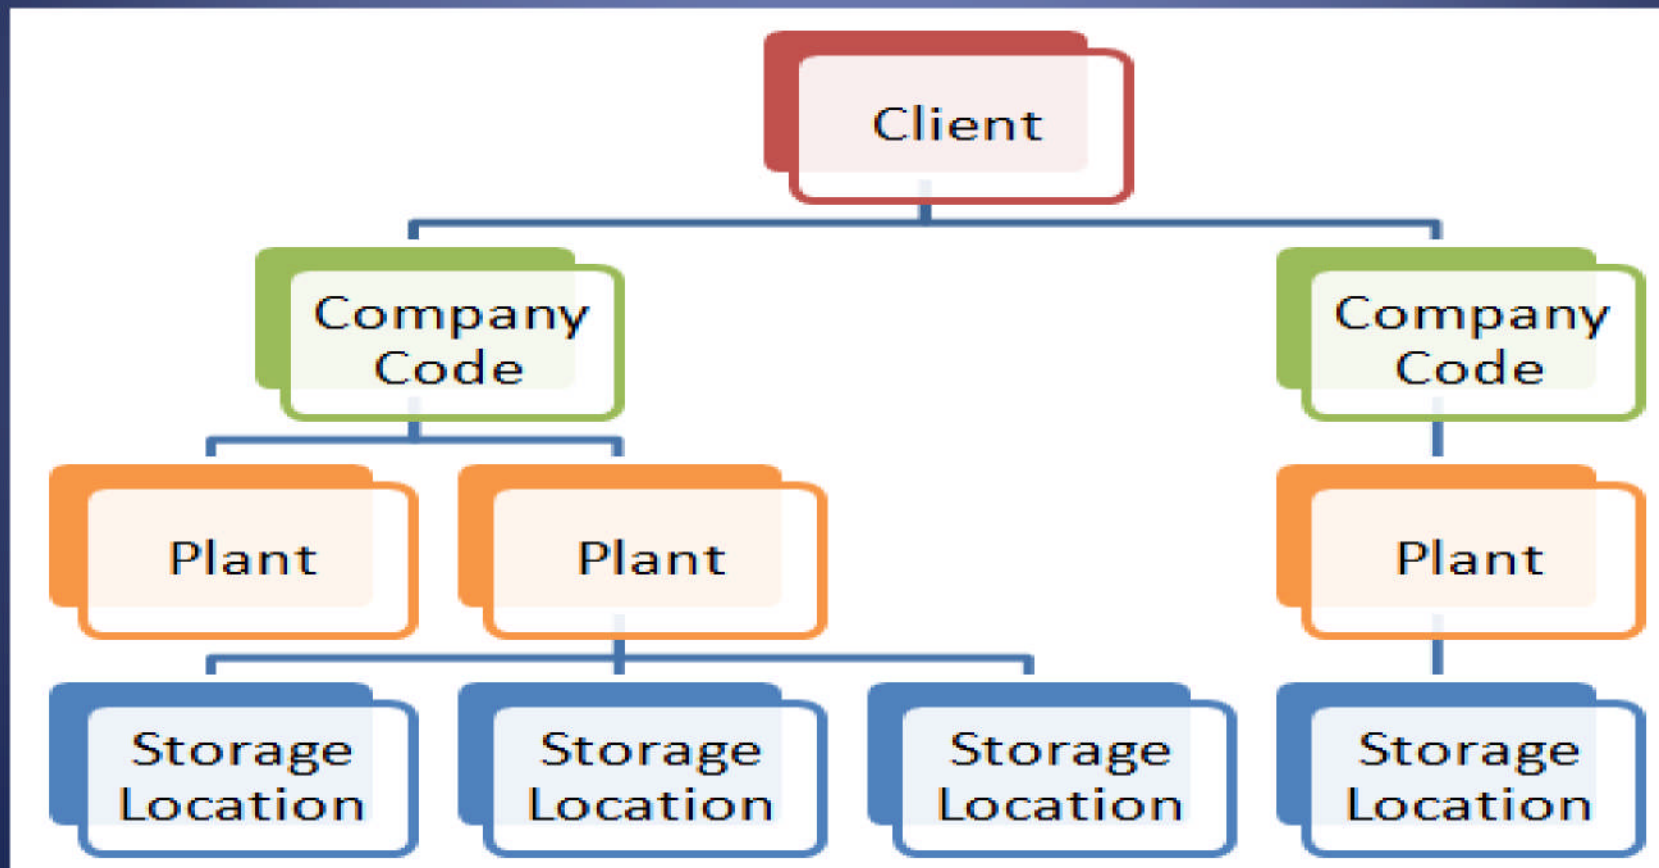 Client
Company
Code
Company
Code
Plant
Plant
Plant
Storage
Location
Storage
Location
Storage
Location
Storage
Location